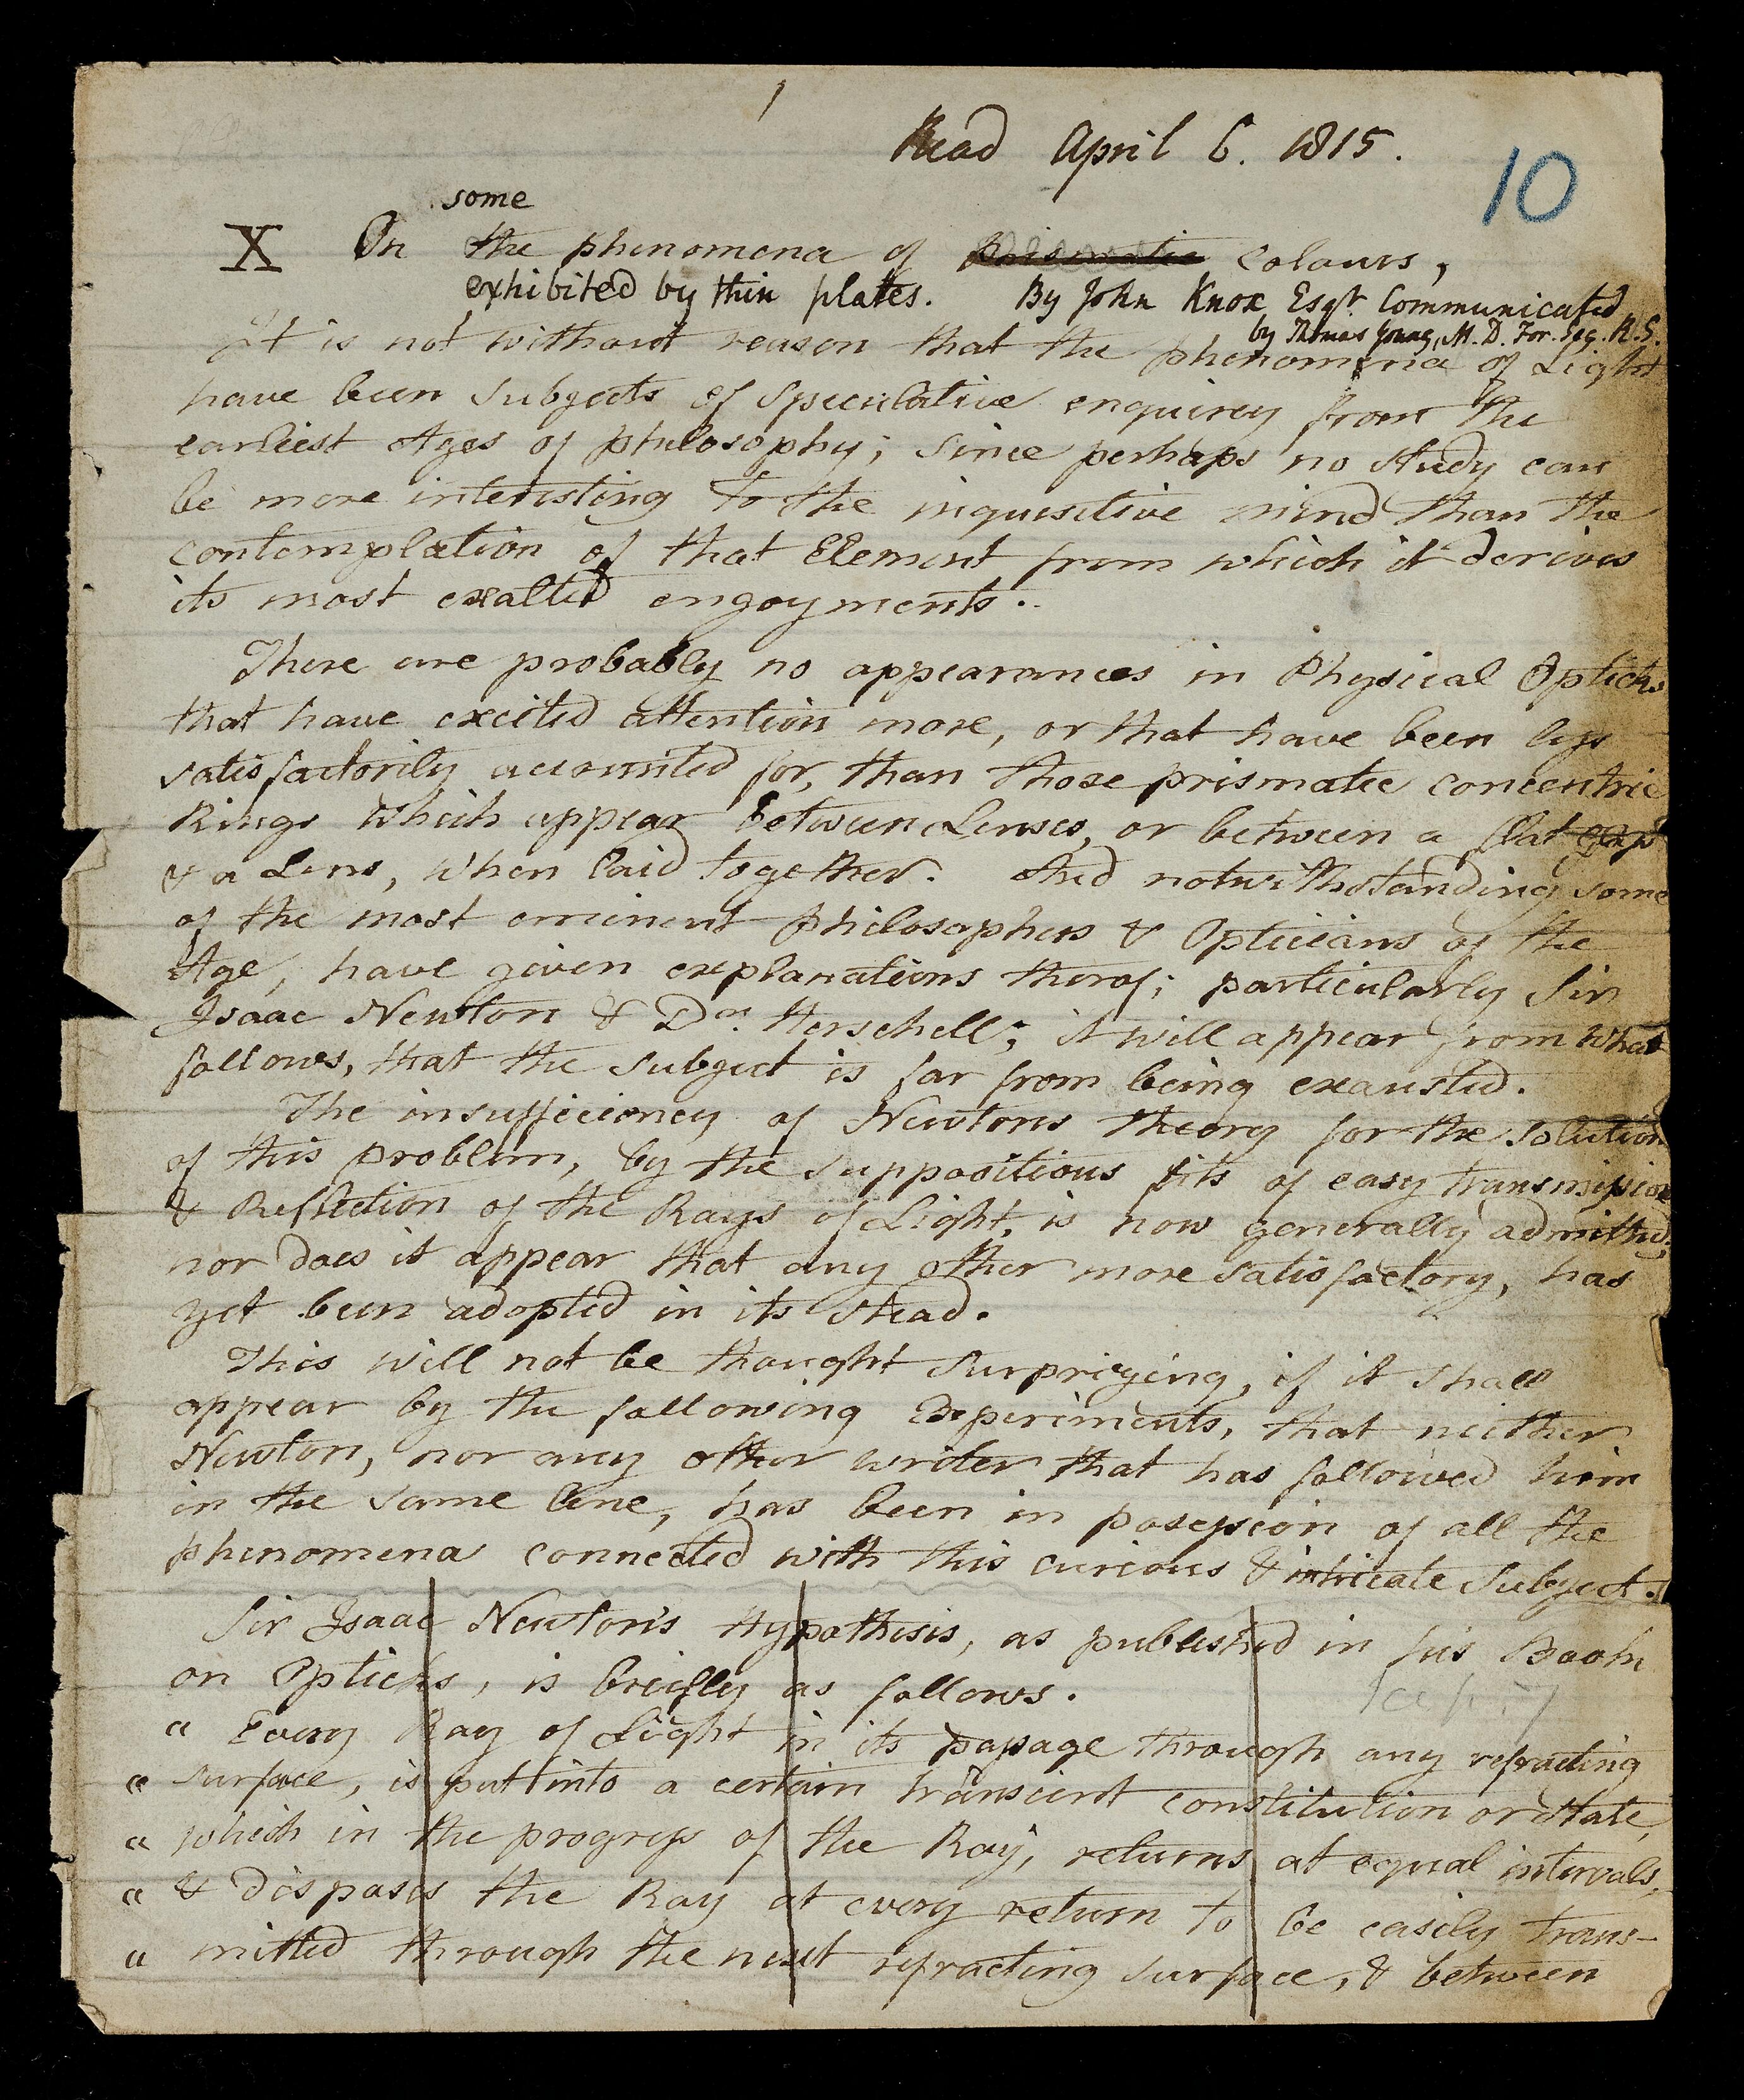 1
Read April 6. 1815.
10
some
X On the phenomena of prismatic colours,
exhibited by thin plates. By John Knox Esqr. Communicated
by Thomas Young, M.D. For. Sec. R.S.
It is not without reason that the phenomena of Light
have been subjects of speculative enquirey from the
earliest Ages of philosophy; since perhaps no study can
be more interesting to the inquisitive mind than the
contemplation of that Element from which it derives
its most exalted engoyments.
There are probably no appearances in Physical Opticks
that have excited attention more, or that have been less
satisfactorily accounted for, than those prismatic concentric
Rings which appear between Lenses, or between a flat Glass
& a Lens, when laid together. And notwithstanding some
of the most eminent philosophers & Opticians of the
Age, have given explanations therof; particularly Sir
Isaac Newton & Dr. Herschell; it will appear from what
follows, that the subject is far from being exausted.
The insufficiency of Newtons theory for the solution
of this problem, by the suppositious fits of easy transmission
& Reflection of the Rays of Light, is now generally admitted;
nor does it appear that any other more satisfactory, has
yet been adopted in its stead.
This will not be thought surprizing, if it shall
appear by the following Experiments, that neither
Newton, nor any other writer that has followed him
in the same line, has been in posession of all the
phenomena connected with this curious & intricate subject.
Sir Isaac Newton's Hypothisis, as published in his Book
on Opticks, is briefly as follows.
" Every Ray of Light in its passage through any refracting
" surface, is put into a certain transient constitution or state,
" which in the progress of the Ray, returns at equal intervals,
" & disposes the Ray at every return to be easily trans-
" mitted through the next refracting surface, & between